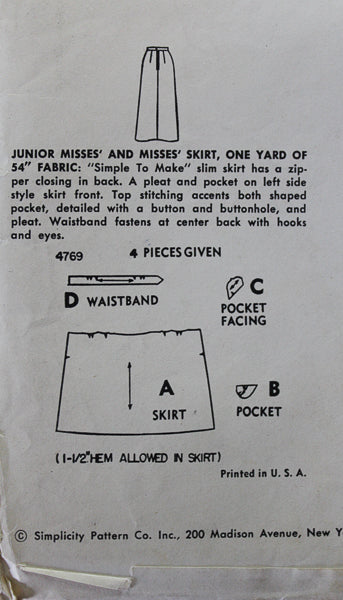 JUNIOR MISSES' AND MISSES' SKIRT, ONE YARD OF
54" FABRIC: "Simple To Make" slim skirt has a zip-
per closing in back. A pleat and pocket on left side
style skirt front. Top stitching accents both shaped
pocket, detailed with a button and buttonhole, and
pleat. Waistband fastens at center back with hooks
and eyes.
4769 4 PIECES GIVEN
D WAISTBAND
C
POCKET
FACING
A
SKIRT
B
POCKET
(1-1/2"HEM ALLOWED IN SKIRT)
Printed in U. S. A.
© Simplicity Pattern Co. Inc., 200 Madison Avenue, New Y